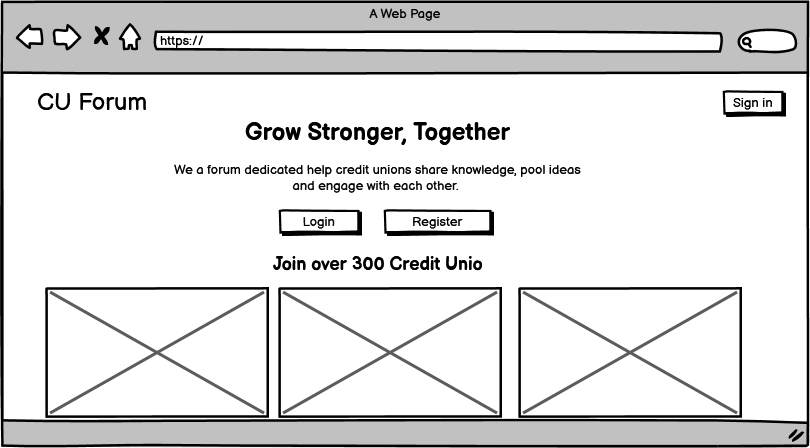 A Web Page
https://
CU Forum
Sign in
Grow Stronger, Together
We a forum dedicated help credit unions share knowledge, pool ideas
and engage with each other.
Login
Register
Join over 300 Credit Unio